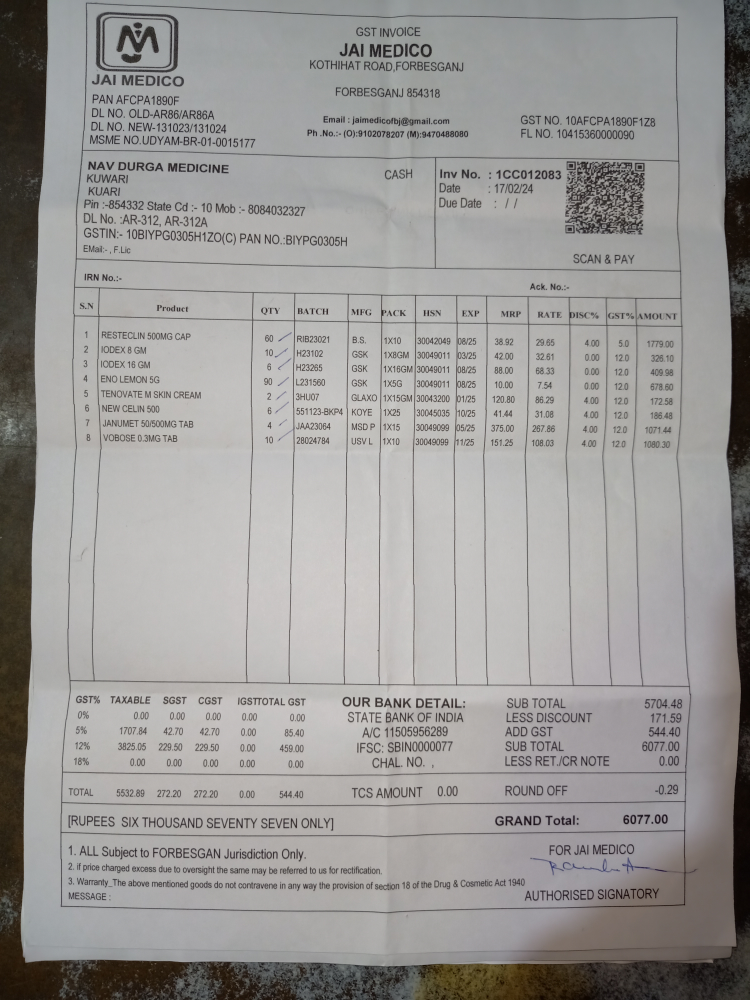 GST INVOICE
JAI MEDICO
KOTHIHAT ROAD,FORBESGANJ
FORBESGANJ 854318
JAI MEDICO
PAN AFCPA1890F
DL NO. OLD-AR86/AR86A
DL NO. NEW-131023/131024
MSME NO.UDYAM-BR-01-0015177
Email : jaimedicofbj@gmail.com
Ph .No.:- (O):9102078207 (M):9470488080
GST NO. 10AFCPA1890F1Z8
FL NO. 10415360000090
NAV DURGA MEDICINE
KUWARI
KUARI
Pin :-854332 State Cd :- 10 Mob :- 8084032327
DL No. :AR-312, AR-312A
GSTIN:- 10BIYPG0305H1ZO(C) PAN NO.:BIYPG0305H
EMail:- , F.Lic
CASH
Inv No. : 1CC012083
Date : 17/02/24
Due Date : / /
SCAN & PAY
IRN No.:- Ack. No.:-
S.N Product QTY BATCH MFG PACK HSN EXP MRP RATE DISC% GST% AMOUNT
1 RESTECLIN 500MG CAP 60 RIB23021 B.S. 1X10 30042049 08/25 38.92 29.65 4.00 5.0 1779.00
2 IODEX 8 GM 10 H23102 GSK 1X8GM 30049011 03/25 42.00 32.61 0.00 12.0 326.10
3 IODEX 16 GM 6 H23265 GSK 1X16GM 30049011 08/25 88.00 68.33 0.00 12.0 409.98
4 ENO LEMON 5G 90 L231560 GSK 1X5G 30049011 08/25 10.00 7.54 0.00 12.0 678.60
5 TENOVATE M SKIN CREAM 2 3HU07 GLAXO 1X15GM 30043200 01/25 120.80 86.29 4.00 12.0 172.58
6 NEW CELIN 500 6 551123-BKP4 KOYE 1X25 30045035 10/25 41.44 31.08 4.00 12.0 186.48
7 JANUMET 50/500MG TAB 4 JAA23064 MSD P 1X15 30049099 05/25 375.00 267.86 4.00 12.0 1071.44
8 VOBOSE 0.3MG TAB 10 28024784 USV L 1X10 30049099 11/25 151.25 108.03 4.00 12.0 1080.30
GST% TAXABLE SGST CGST IGST TOTAL GST
0% 0.00 0.00 0.00 0.00 0.00
5% 1707.84 42.70 42.70 0.00 85.40
12% 3825.05 229.50 229.50 0.00 459.00
18% 0.00 0.00 0.00 0.00 0.00
TOTAL 5532.89 272.20 272.20 0.00 544.40
OUR BANK DETAIL:
STATE BANK OF INDIA
A/C 11505956289
IFSC: SBIN0000077
CHAL. NO. ,
TCS AMOUNT 0.00
SUB TOTAL 5704.48
LESS DISCOUNT 171.59
ADD GST 544.40
SUB TOTAL 6077.00
LESS RET./CR NOTE 0.00
ROUND OFF -0.29
[RUPEES SIX THOUSAND SEVENTY SEVEN ONLY]
GRAND Total: 6077.00
1. ALL Subject to FORBESGAN Jurisdiction Only.
2. if price charged excess due to oversight the same may be referred to us for rectification.
3. Warranty_The above mentioned goods do not contravene in any way the provision of section 18 of the Drug & Cosmetic Act 1940
MESSAGE :
FOR JAI MEDICO
AUTHORISED SIGNATORY